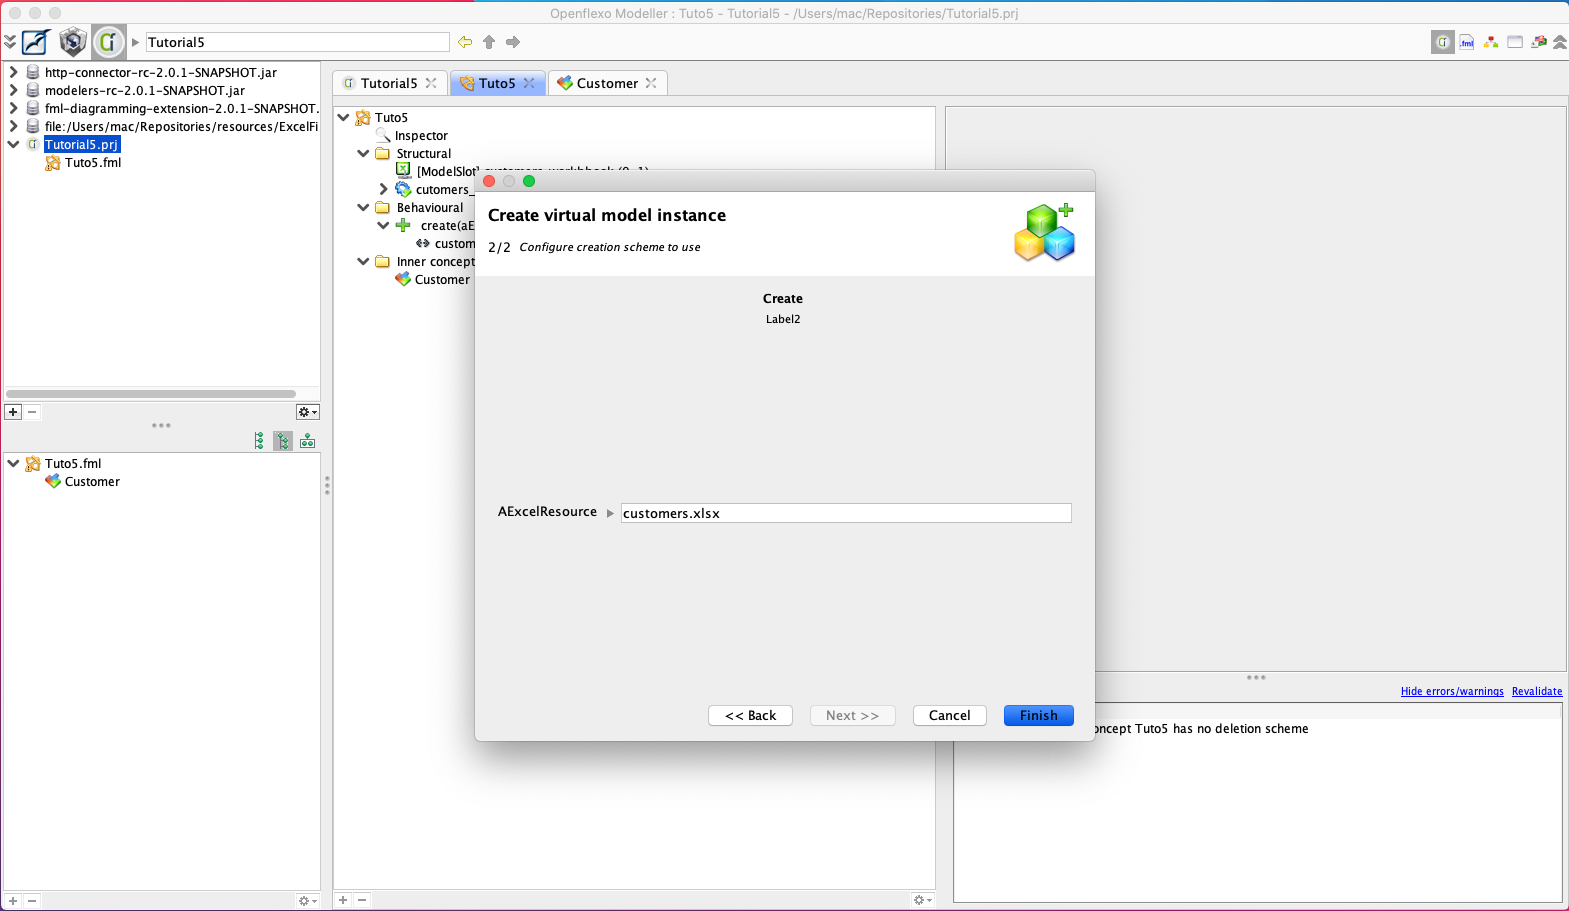 Openflexo Modeller : Tuto5 - Tutorial5 - /Users/mac/Repositories/Tutorial5.prj
Tutorial5
.fml
http-connector-rc-2.0.1-SNAPSHOT.jar
modelers-rc-2.0.1-SNAPSHOT.jar
fml-diagramming-extension-2.0.1-SNAPSHOT.
file:/Users/mac/Repositories/resources/ExcelFi
Tutorial5.prj
Tuto5.fml
Tuto5.fml
Customer
Tutorial5
Tuto5
Customer
Tuto5
Inspector
Structural
[ModelSlot]
cutomers_
Behavioural
create(aE
custom
Inner concept
Customer
Create virtual model instance
2/2 Configure creation scheme to use
Create
Label2
AExcelResource
customers.xlsx
<< Back
Next >>
Cancel
Finish
Hide errors/warnings
Revalidate
oncept Tuto5 has no deletion scheme